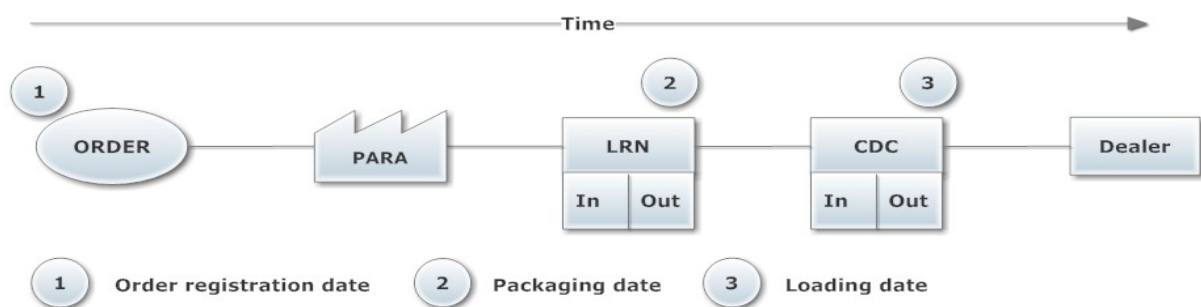 Time
1
2
3
ORDER
PARA
LRN
CDC
Dealer
In Out
In Out
1 Order registration date 2 Packaging date 3 Loading date